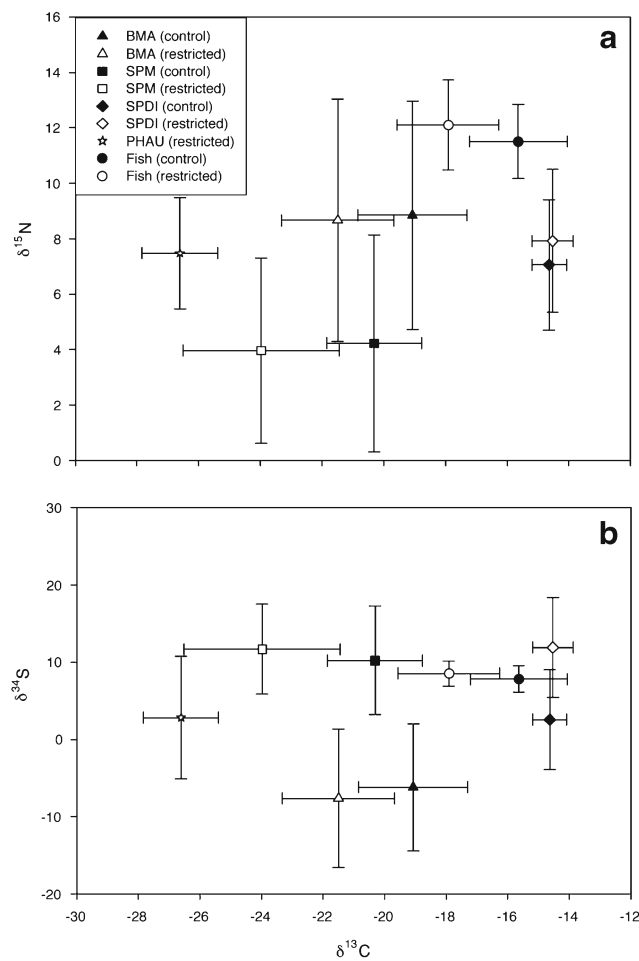 16
14
12
10
8
6
4
2
0
δ15N
a
BMA (control)
BMA (restricted)
SPM (control)
SPM (restricted)
SPDI (control)
SPDI (restricted)
PHAU (restricted)
Fish (control)
Fish (restricted)
30
20
10
0
-10
-20
δ34S
b
-30 -28 -26 -24 -22 -20 -18 -16 -14 -12
δ13C